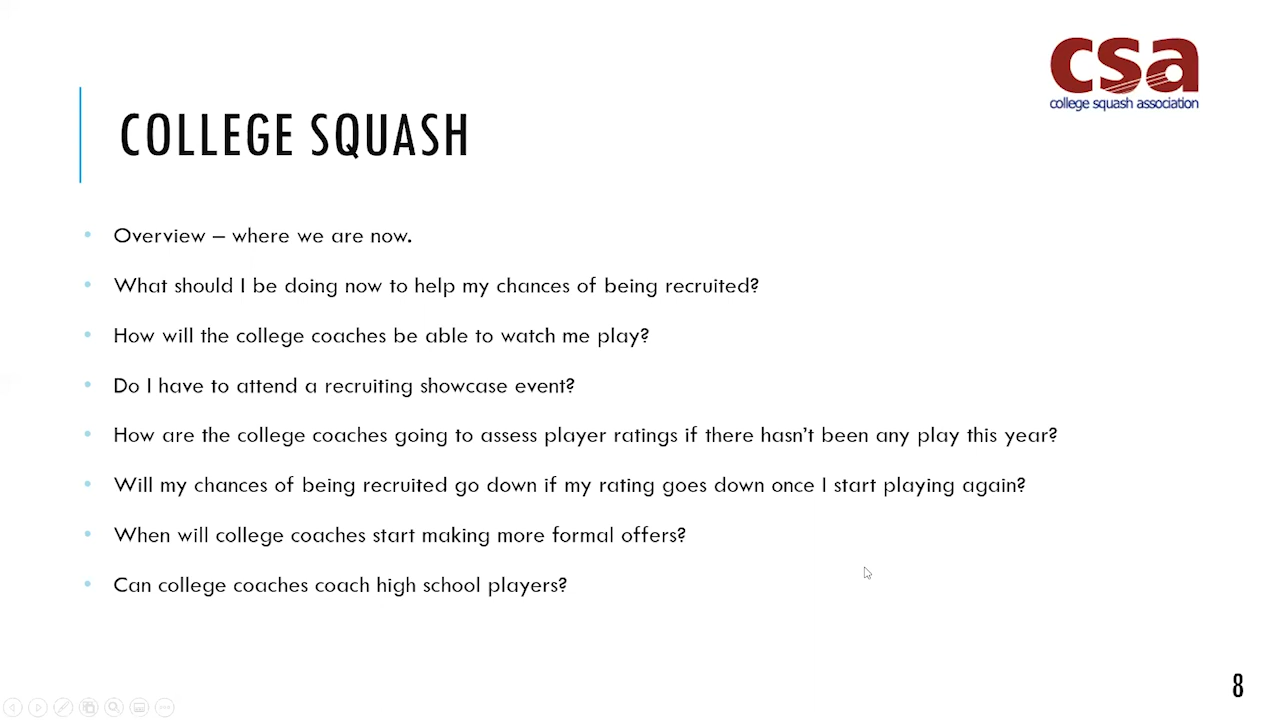 csa
college squash association
COLLEGE SQUASH
• Overview – where we are now.
• What should I be doing now to help my chances of being recruited?
• How will the college coaches be able to watch me play?
• Do I have to attend a recruiting showcase event?
• How are the college coaches going to assess player ratings if there hasn't been any play this year?
• Will my chances of being recruited go down if my rating goes down once I start playing again?
• When will college coaches start making more formal offers?
• Can college coaches coach high school players?
8